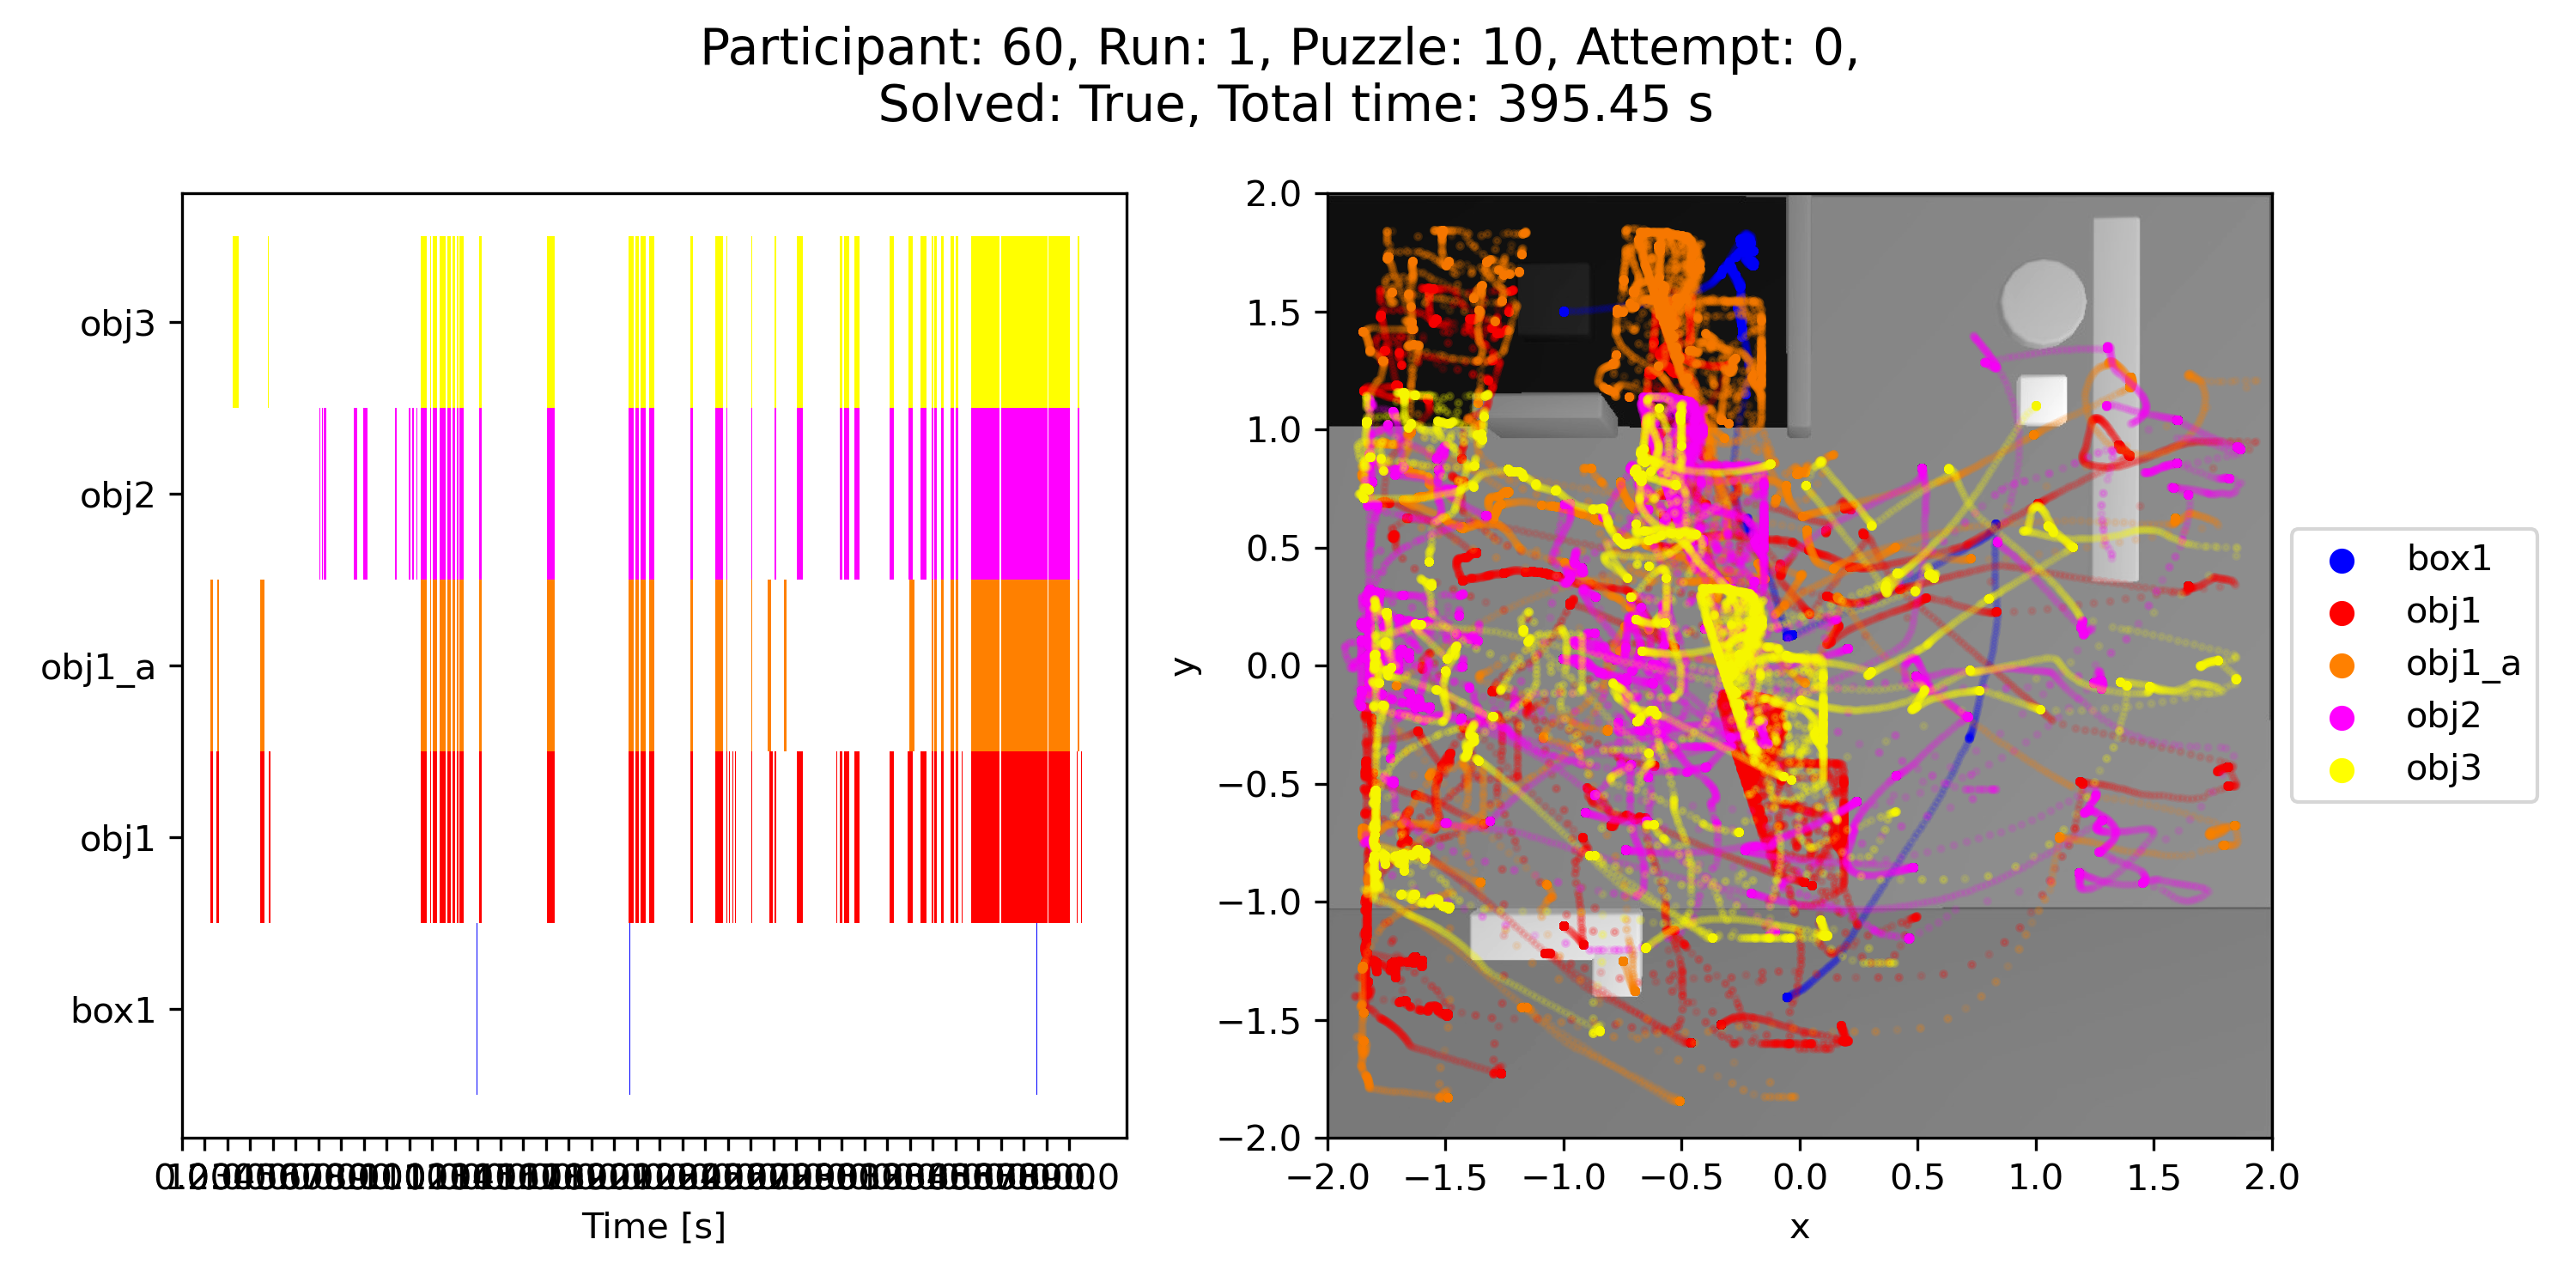 Participant: 60, Run: 1, Puzzle: 10, Attempt: 0,
Solved: True, Total time: 395.45 s
obj3
obj2
obj1_a
obj1
box1
Time [s]
2.0
1.5
1.0
0.5
0.0
−0.5
−1.0
−1.5
−2.0
y
−2.0 −1.5 −1.0 −0.5 0.0 0.5 1.0 1.5 2.0
x
box1
obj1
obj1_a
obj2
obj3